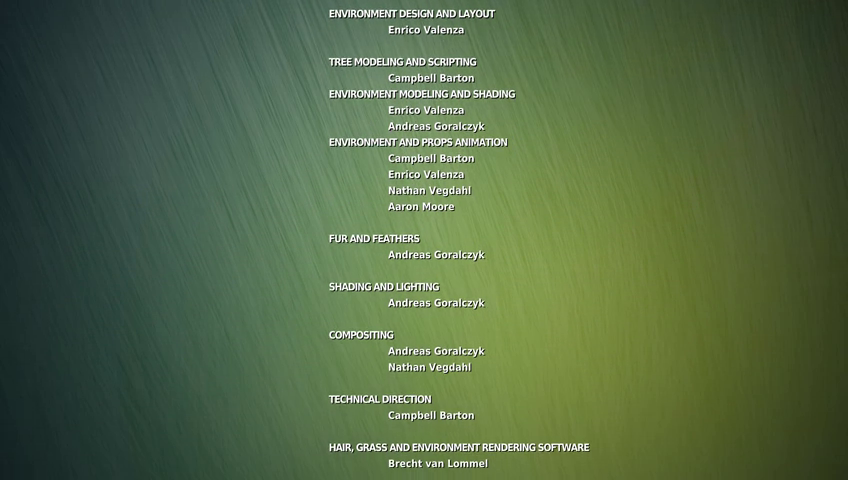 ENVIRONMENT DESIGN AND LAYOUT
Enrico Valenza
TREE MODELING AND SCRIPTING
Campbell Barton
ENVIRONMENT MODELING AND SHADING
Enrico Valenza
Andreas Goralczyk
ENVIRONMENT AND PROPS ANIMATION
Campbell Barton
Enrico Valenza
Nathan Vegdahl
Aaron Moore
FUR AND FEATHERS
Andreas Goralczyk
SHADING AND LIGHTING
Andreas Goralczyk
COMPOSITING
Andreas Goralczyk
Nathan Vegdahl
TECHNICAL DIRECTION
Campbell Barton
HAIR, GRASS AND ENVIRONMENT RENDERING SOFTWARE
Brecht van Lommel